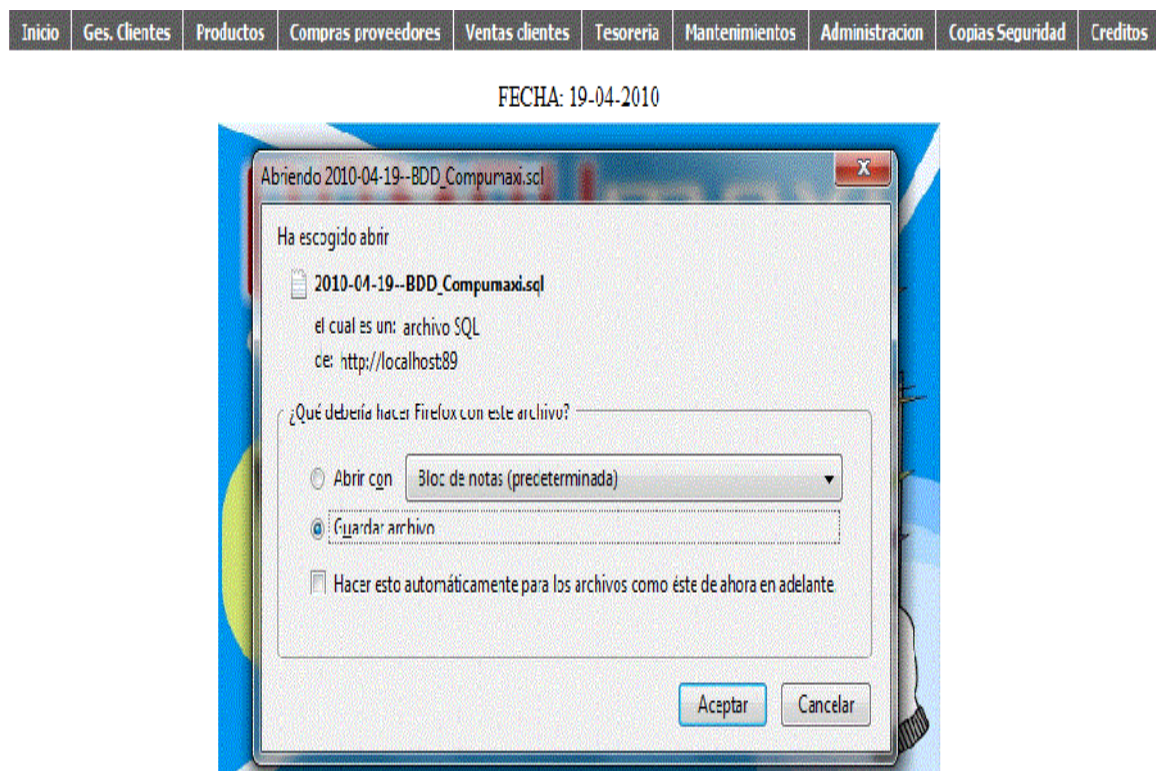 Inicio Ges. Clientes Productos Compras proveedores Ventas clientes Tesoreria Mantenimientos Administracion Copias Seguridad Creditos
FECHA: 19-04-2010
Abriendo 2010-04-19--BDD_Compumaxi.sql
Ha escogido abrir
2010-04-19--BDD_Compumaxi.sql
el cual es un: archivo SQL
de: http://localhost:89
¿Qué debería hacer Firefox con este archivo?
Abrir con Bloc de notas (predeterminada)
Guardar archivo
Hacer esto automáticamente para los archivos como éste de ahora en adelante.
Aceptar Cancelar